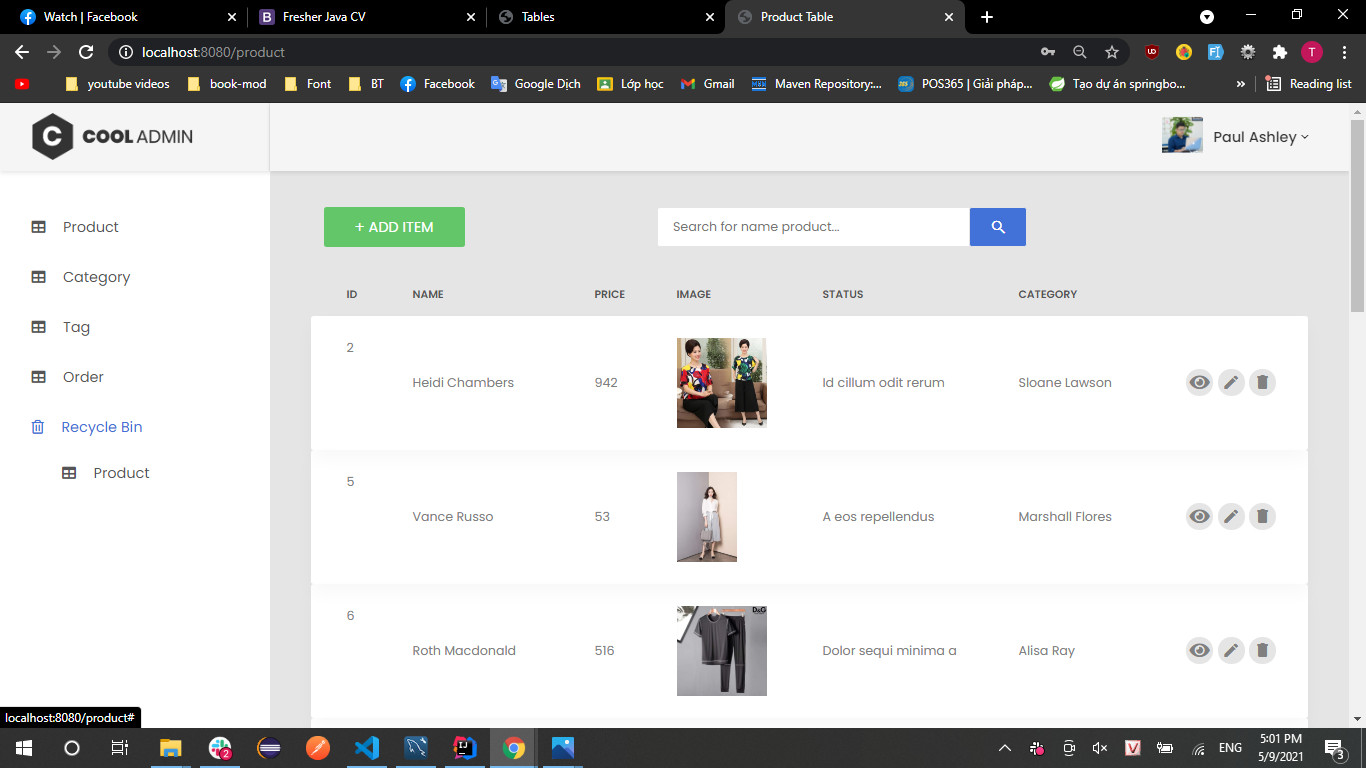 Watch | Facebook
Fresher Java CV
Tables
Product Table
localhost:8080/product
T
youtube videos
book-mod
Font
BT
Facebook
Google Dịch
Lớp học
Gmail
Maven Repository:...
POS365 | Giải pháp...
Tạo dự án springbo...
»
Reading list
C COOL ADMIN
Paul Ashley
Product
Category
Tag
Order
Recycle Bin
Product
+ ADD ITEM
Search for name product...
ID NAME PRICE IMAGE STATUS CATEGORY
2
Heidi Chambers 942 Id cillum odit rerum Sloane Lawson
5
Vance Russo 53 A eos repellendus Marshall Flores
6
D&G
Roth Macdonald 516 Dolor sequi minima a Alisa Ray
localhost:8080/product#
2
IJ
V
ENG
5:01 PM
5/9/2021
3